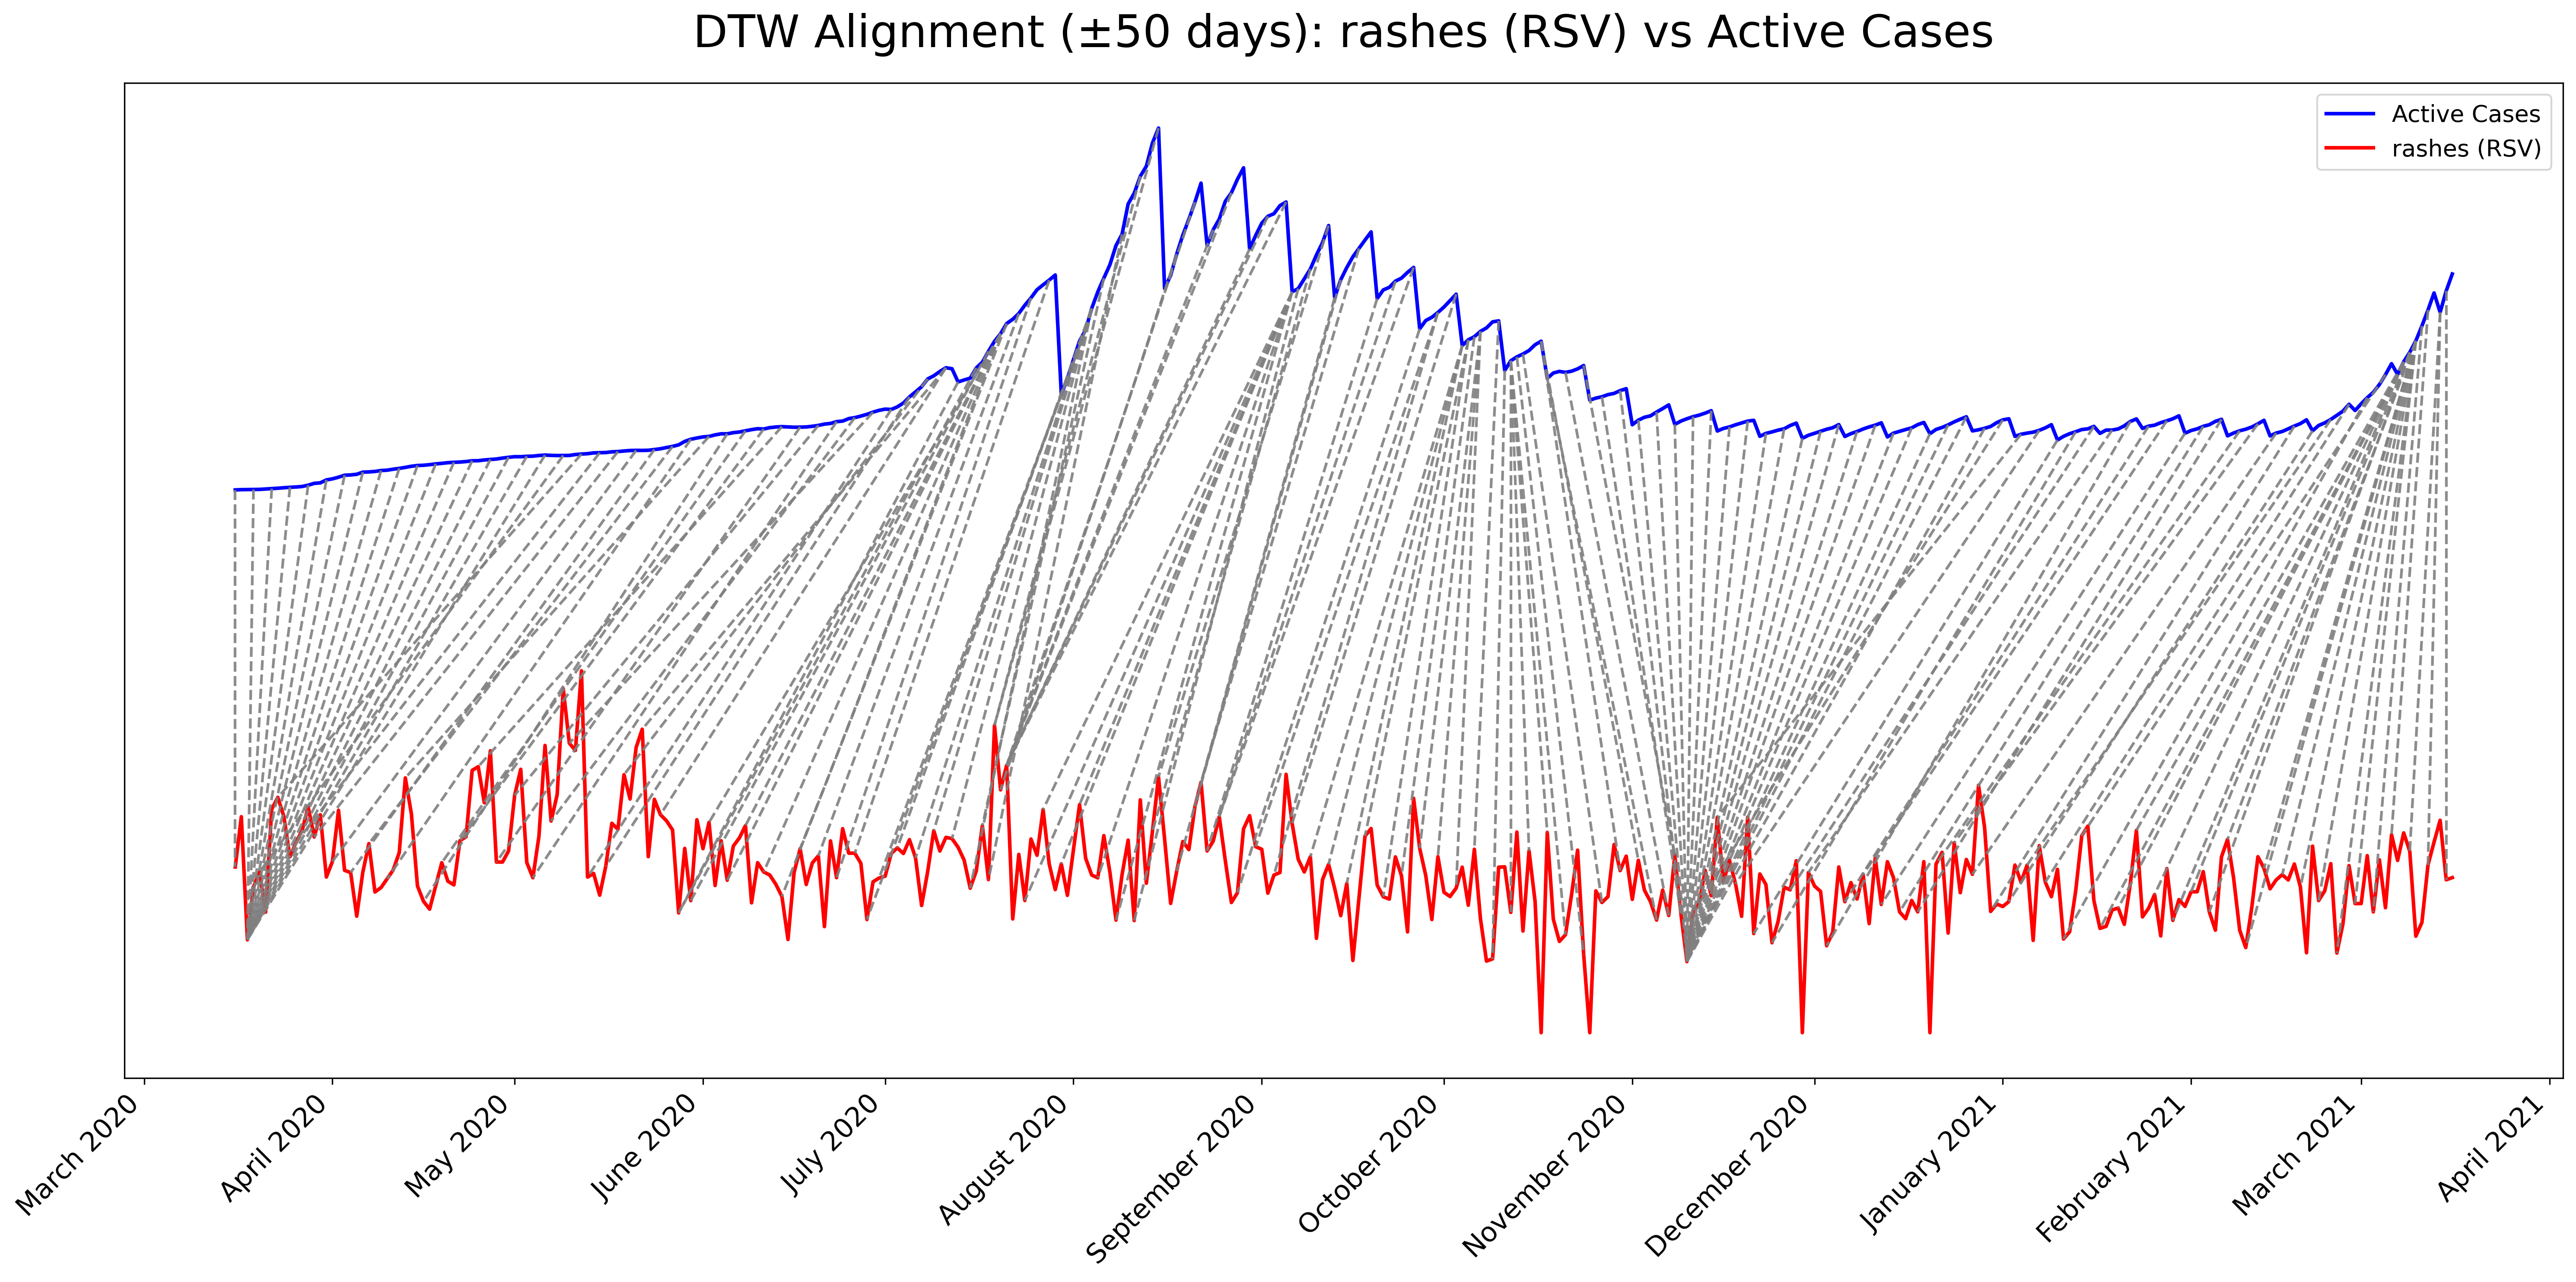 DTW Alignment (±50 days): rashes (RSV) vs Active Cases
Active Cases
rashes (RSV)
March 2020
April 2020
May 2020
June 2020
July 2020
August 2020
September 2020
October 2020
November 2020
December 2020
January 2021
February 2021
March 2021
April 2021